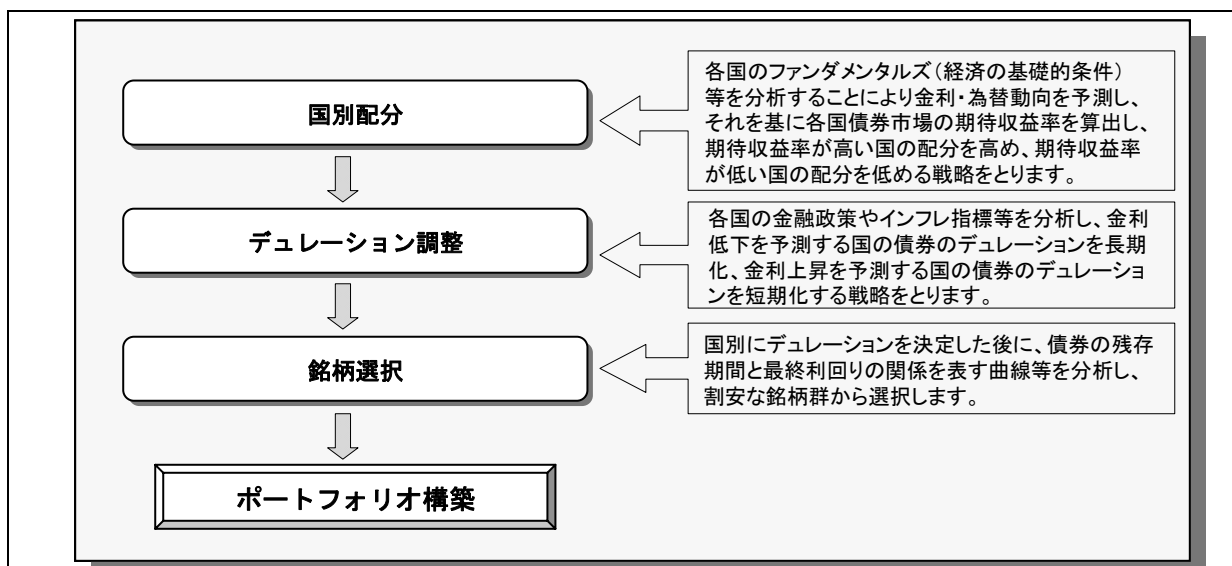 国別配分
各国のファンダメンタルズ(経済の基礎的条件)
等を分析することにより金利・為替動向を予測し、
それを基に各国債券市場の期待収益率を算出し、
期待収益率が高い国の配分を高め、期待収益率
が低い国の配分を低める戦略をとります。
デュレーション調整
各国の金融政策やインフレ指標等を分析し、金利
低下を予測する国の債券のデュレーションを長期
化、金利上昇を予測する国の債券のデュレーショ
ンを短期化する戦略をとります。
銘柄選択
国別にデュレーションを決定した後に、債券の残存
期間と最終利回りの関係を表す曲線等を分析し、
割安な銘柄群から選択します。
ポートフォリオ構築